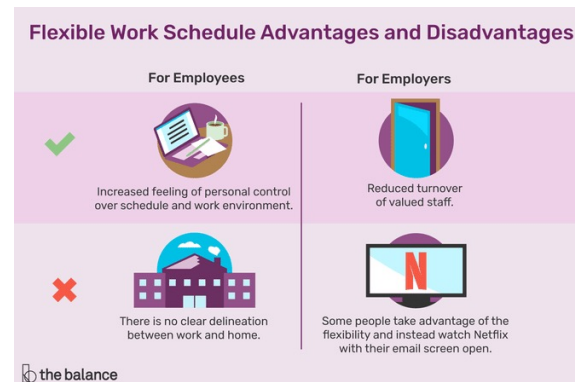 Flexible Work Schedule Advantages and Disadvantages
For Employees
For Employers
Increased feeling of personal control
over schedule and work environment.
Reduced turnover
of valued staff.
N
There is no clear delineation
between work and home.
Some people take advantage of the
flexibility and instead watch Netflix
with their email screen open.
the balance